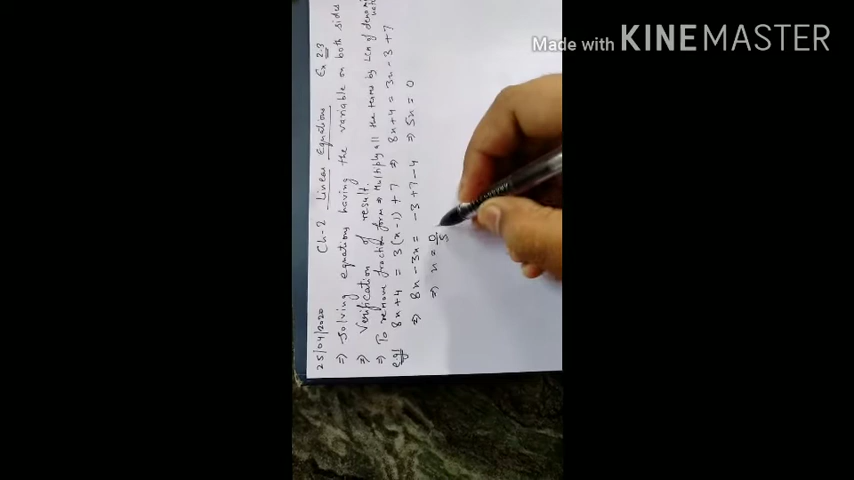 Made with KINEMASTER
25/04/2020 Ch-2 Linear Equations Ex 2.3
⇒ Solving equations having the variable on both sides
⇒ Verification of result.
⇒ To remove fraction form ⇒ Multiply all the terms by LCM of denominator
e.g/ 8x+4 = 3(x-1) + 7 ⇒ 8x+4 = 3x-3+7
⇒ 8x-3x = -3+7-4 ⇒ 5x = 0
⇒ x = 0/5